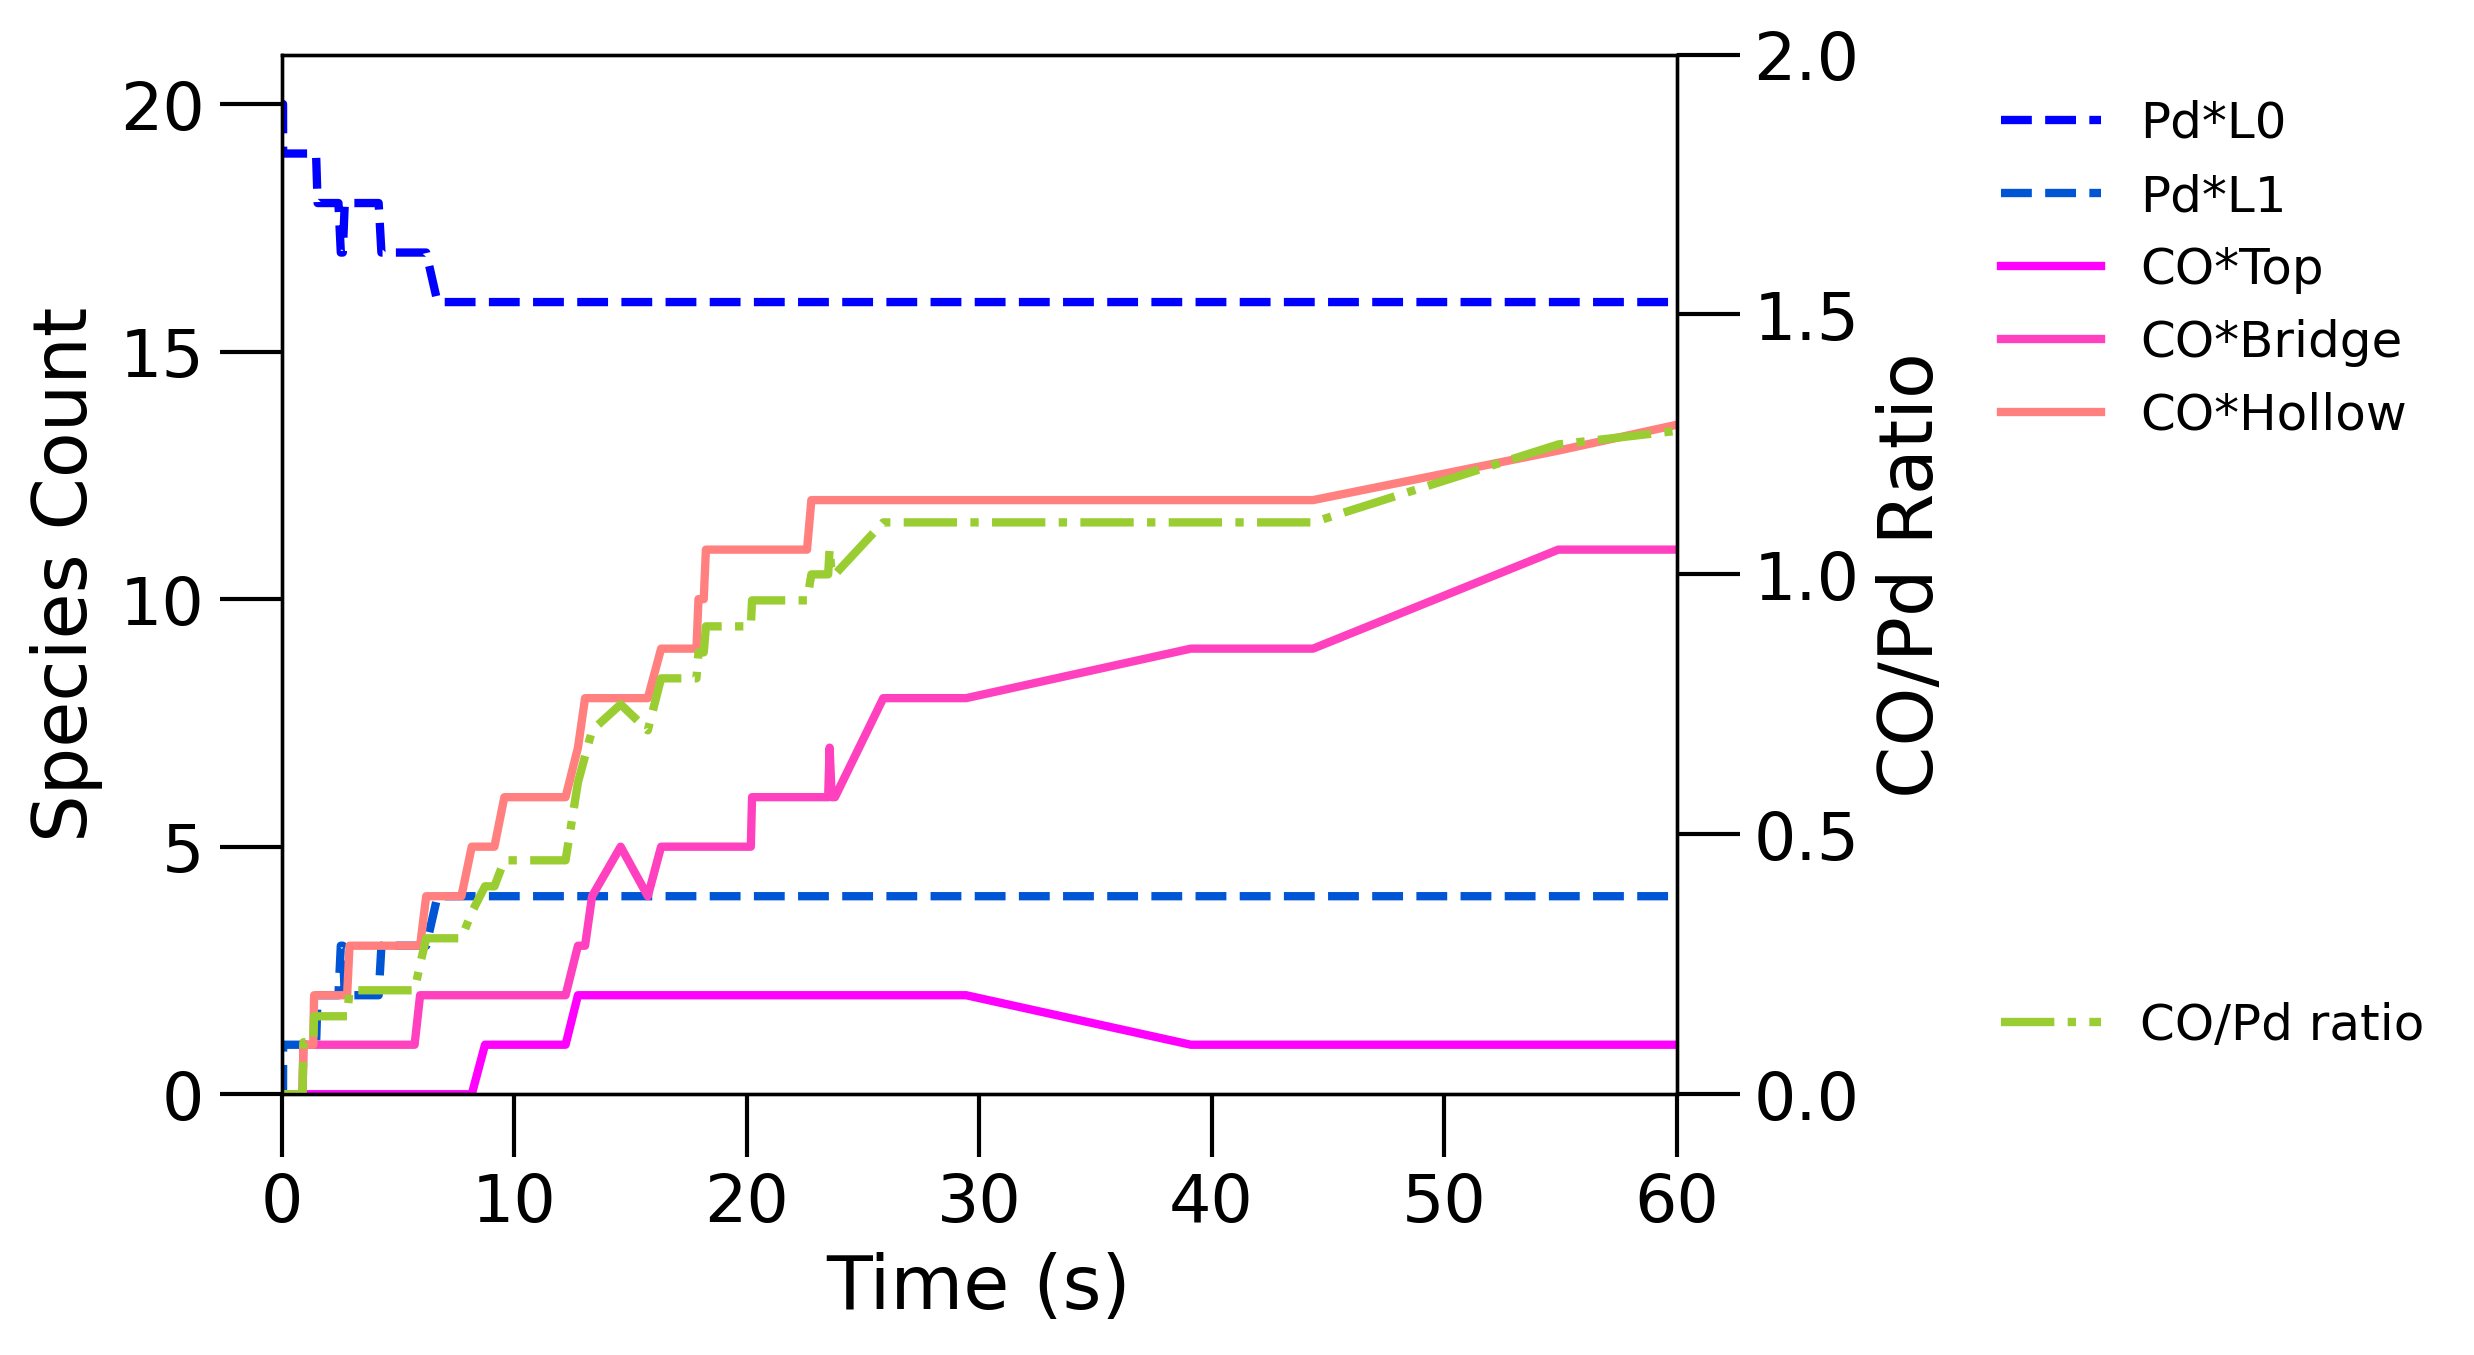 Species Count
20
15
10
5
0
0 10 20 30 40 50 60
Time (s)
2.0
1.5
1.0
0.5
0.0
CO/Pd Ratio
Pd*L0
Pd*L1
CO*Top
CO*Bridge
CO*Hollow
CO/Pd ratio